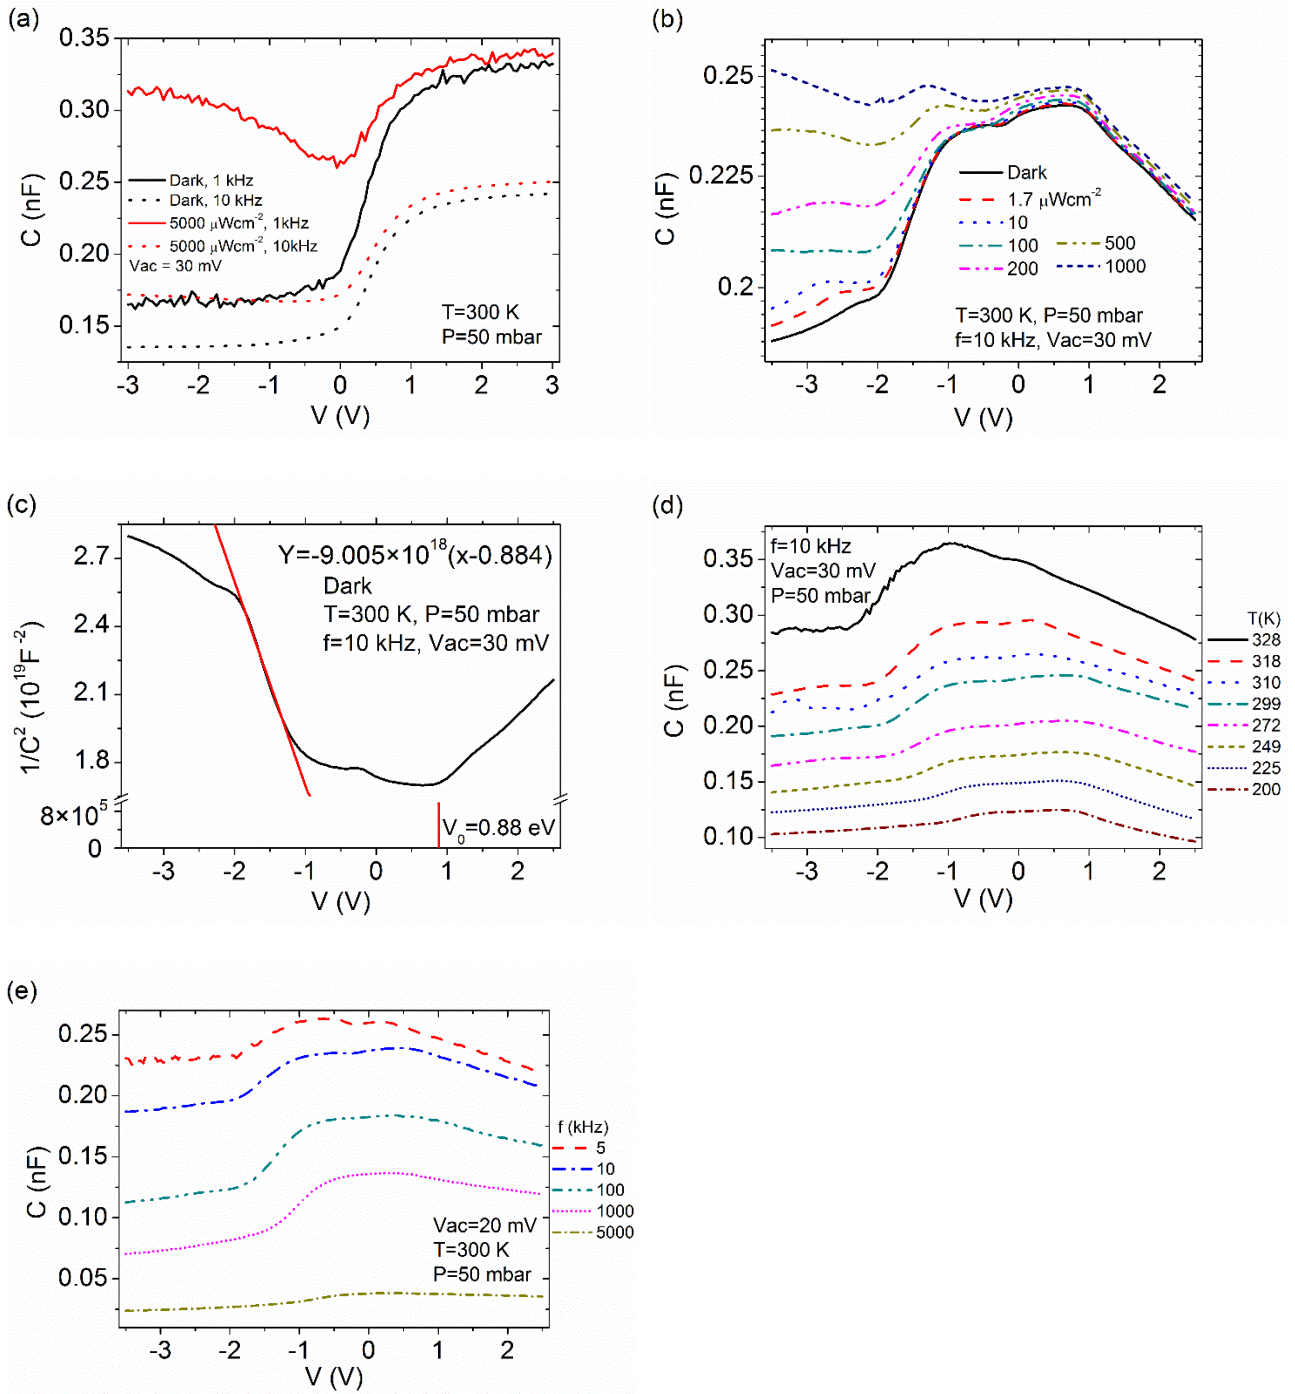 (a)
0.35
0.30
0.25
0.20
0.15
C (nF)
Dark, 1 kHz
Dark, 10 kHz
5000 µWcm⁻², 1kHz
5000 µWcm⁻², 10kHz
Vac = 30 mV
T=300 K
P=50 mbar
-3 -2 -1 0 1 2 3
V (V)
(b)
0.25
0.225
0.2
C (nF)
Dark
1.7 µWcm⁻²
10
100 500
200 1000
T=300 K, P=50 mbar
f=10 kHz, Vac=30 mV
-3 -2 -1 0 1 2
V (V)
(c)
2.7
2.4
2.1
1.8
8×10⁵
0
1/C² (10¹⁹F⁻²)
Y=-9.005×10¹⁸(x-0.884)
Dark
T=300 K, P=50 mbar
f=10 kHz, Vac=30 mV
V₀=0.88 eV
-3 -2 -1 0 1 2
V (V)
(d)
0.35
0.30
0.25
0.20
0.15
0.10
C (nF)
f=10 kHz
Vac=30 mV
P=50 mbar
T(K)
328
318
310
299
272
249
225
200
-3 -2 -1 0 1 2
V (V)
(e)
0.25
0.20
0.15
0.10
0.05
C (nF)
f (kHz)
5
10
100
1000
5000
Vac=20 mV
T=300 K
P=50 mbar
-3 -2 -1 0 1 2
V (V)